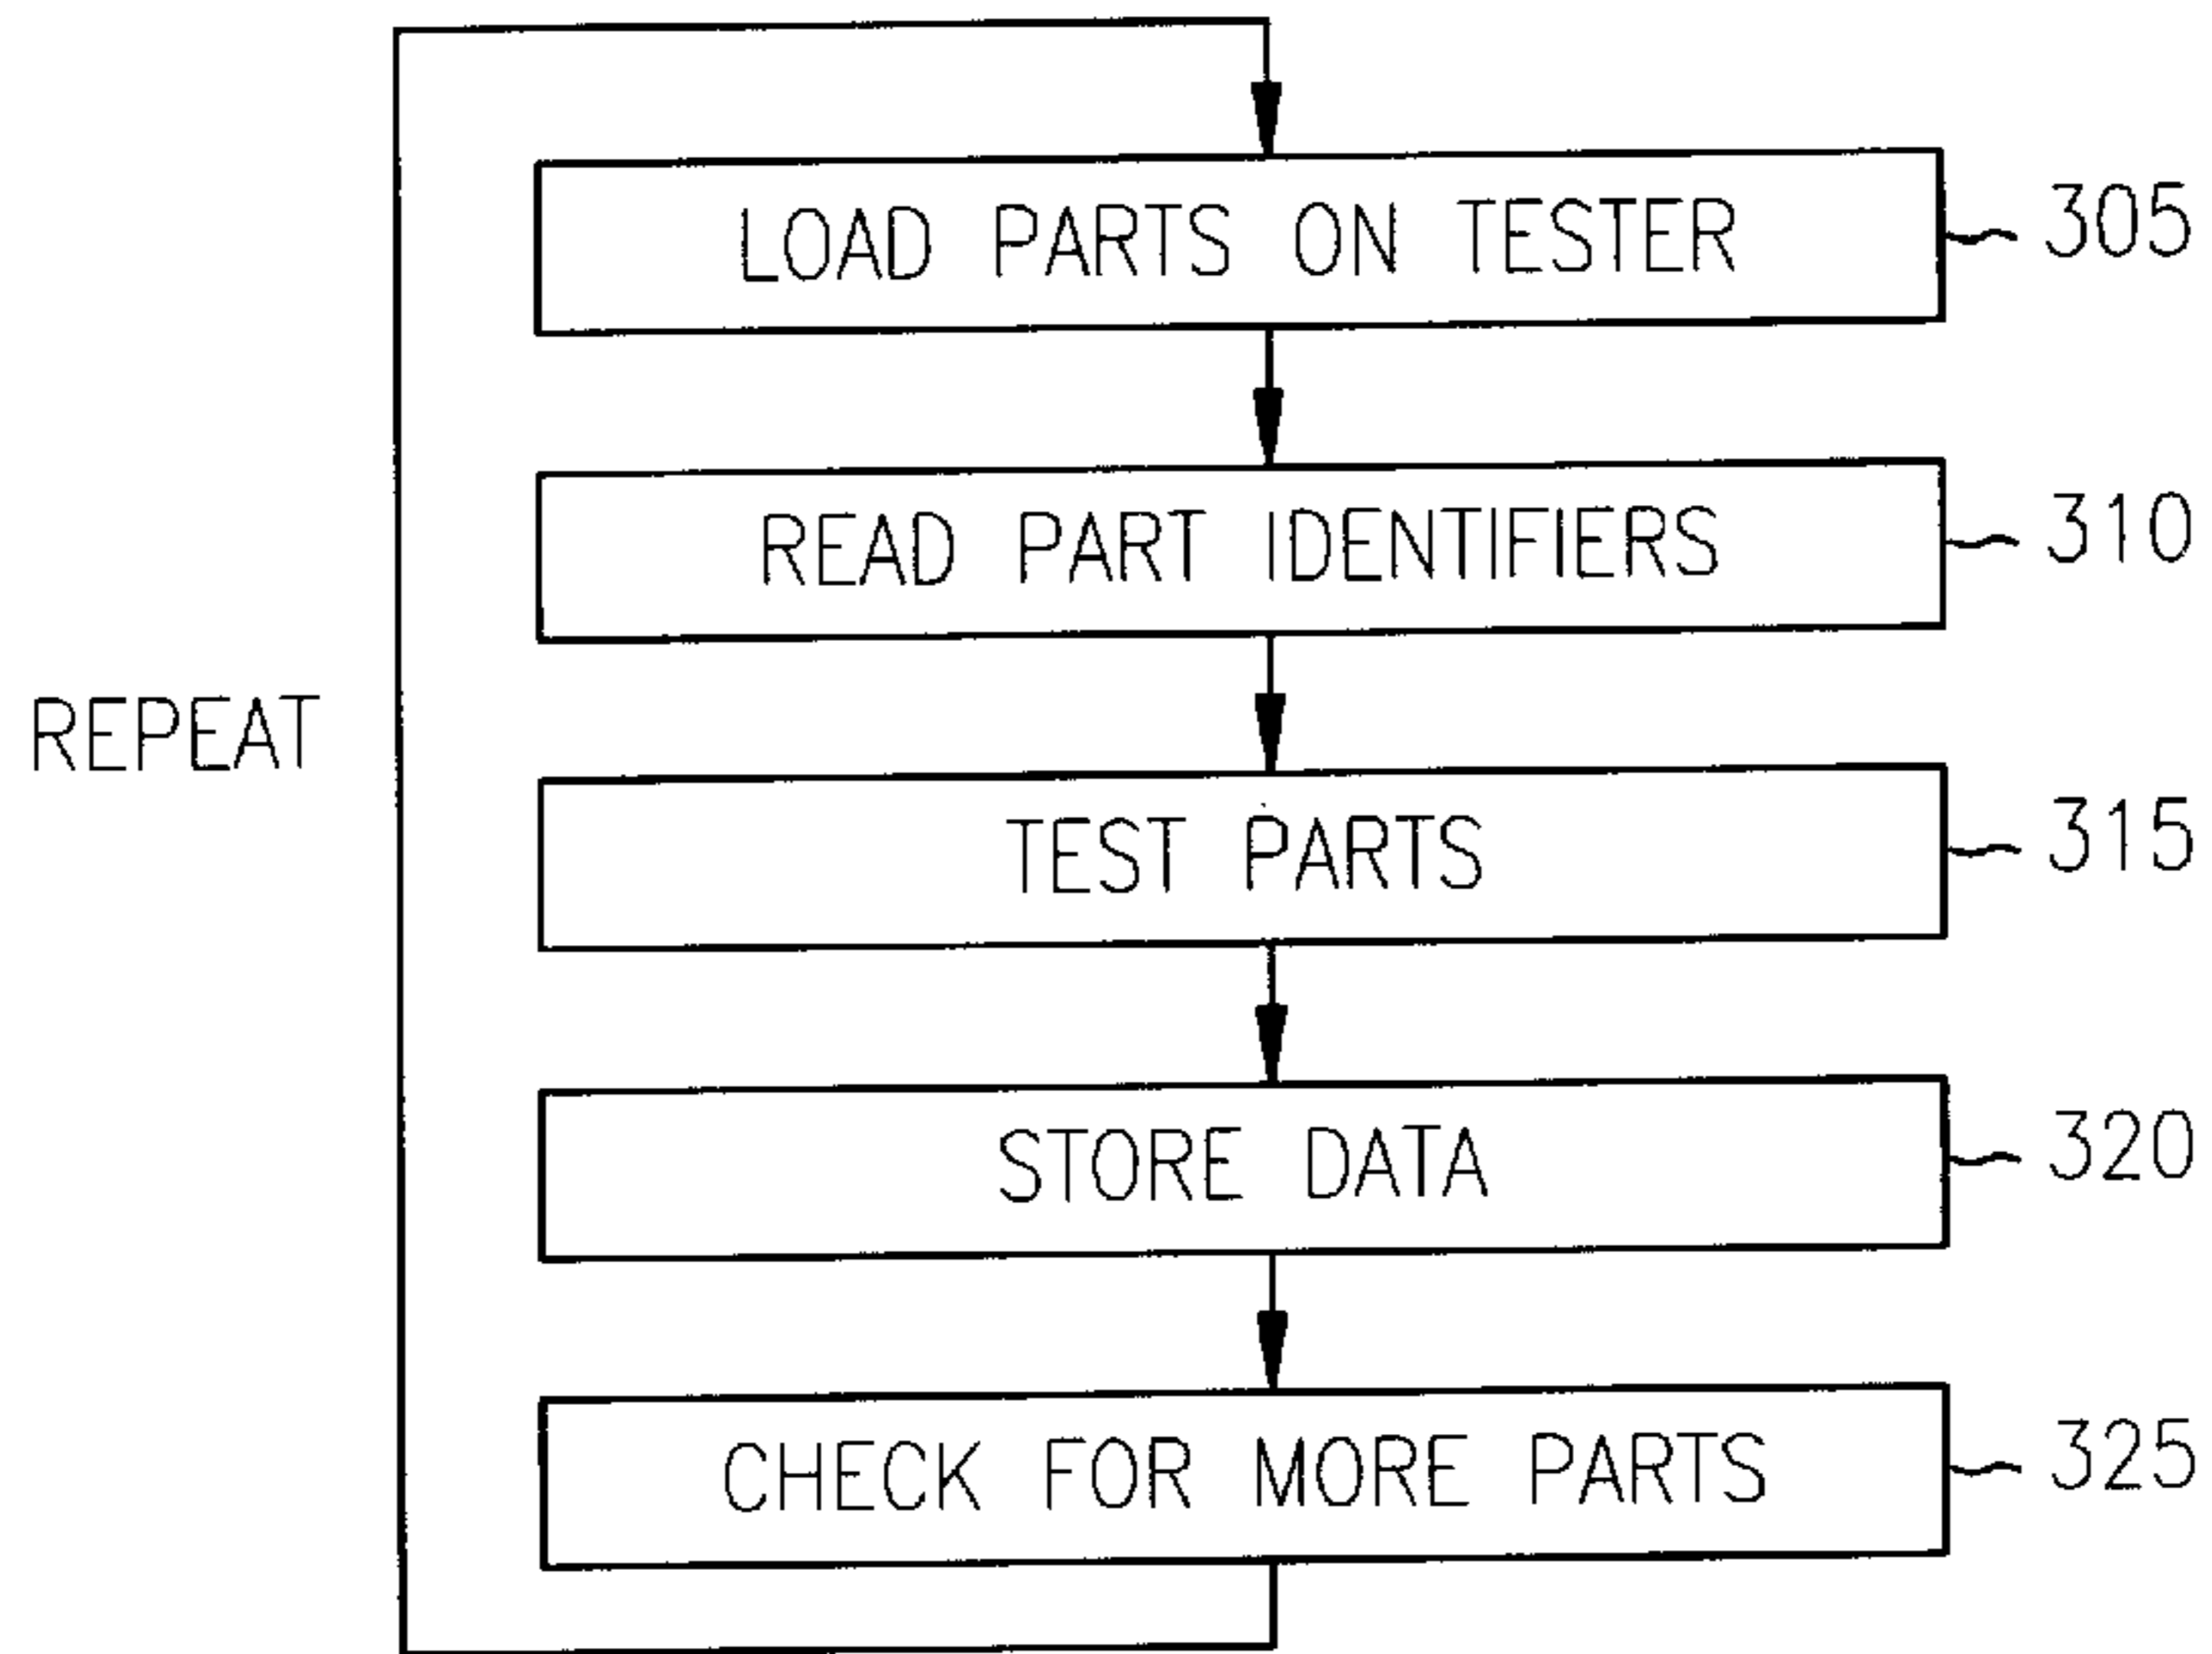 LOAD PARTS ON TESTER 305
READ PART IDENTIFIERS 310
REPEAT
TEST PARTS 315
STORE DATA 320
CHECK FOR MORE PARTS 325